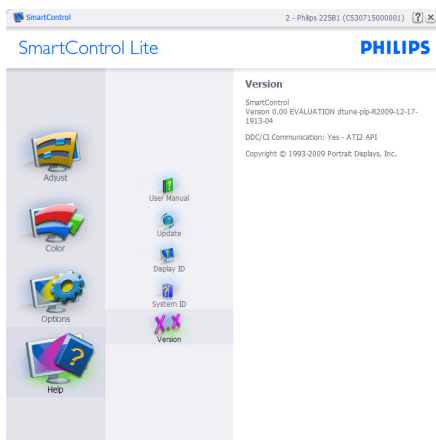 SmartControl
2 - Philips 225B1 (CS30715000001)
SmartControl Lite
PHILIPS
Adjust
Color
Options
Help
User Manual
Update
Display ID
System ID
X.X
Version
Version
SmartControl
Version 0.00 EVALUATION dtune-plp-R2009-12-17-
1913-04
DDC/CI Communication: Yes - ATI2 API
Copyright © 1993-2009 Portrait Displays, Inc.